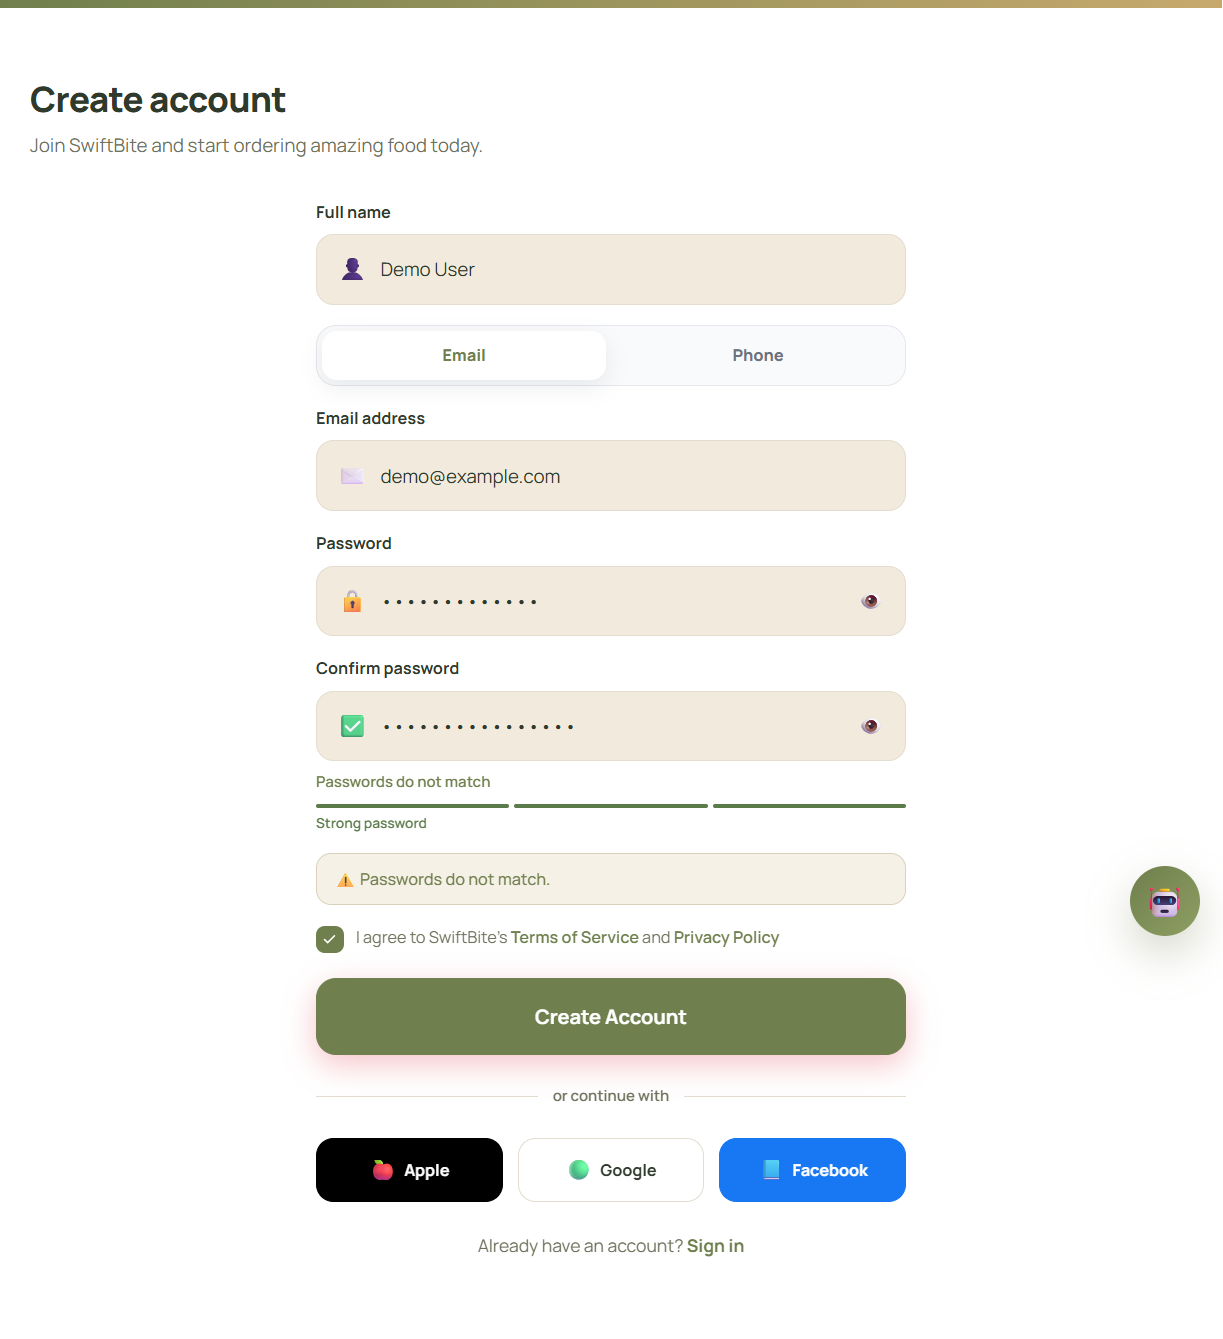 Create account
Join SwiftBite and start ordering amazing food today.
Full name
Demo User
Email
Phone
Email address
demo@example.com
Password
•••••••••••••
Confirm password
••••••••••••••••
Passwords do not match
Strong password
⚠️ Passwords do not match.
I agree to SwiftBite's Terms of Service and Privacy Policy
Create Account
or continue with
Apple
Google
Facebook
Already have an account? Sign in